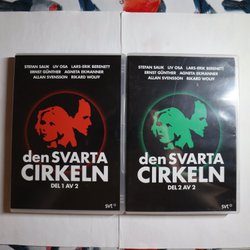 STEFAN SAUK LIV OSA LARS-ERIK BERENETT
ERNST GÜNTHER AGNETA EKMANNER
ALLAN SVENSSON RIKARD WOLFF
den SVARTA
CIRKELN
DEL 1 AV 2
svt
STEFAN SAUK LIV OSA LARS-ERIK BERENETT
ERNST GÜNTHER AGNETA EKMANNER
ALLAN SVENSSON RIKARD WOLFF
den SVARTA
CIRKELN
DEL 2 AV 2
svt